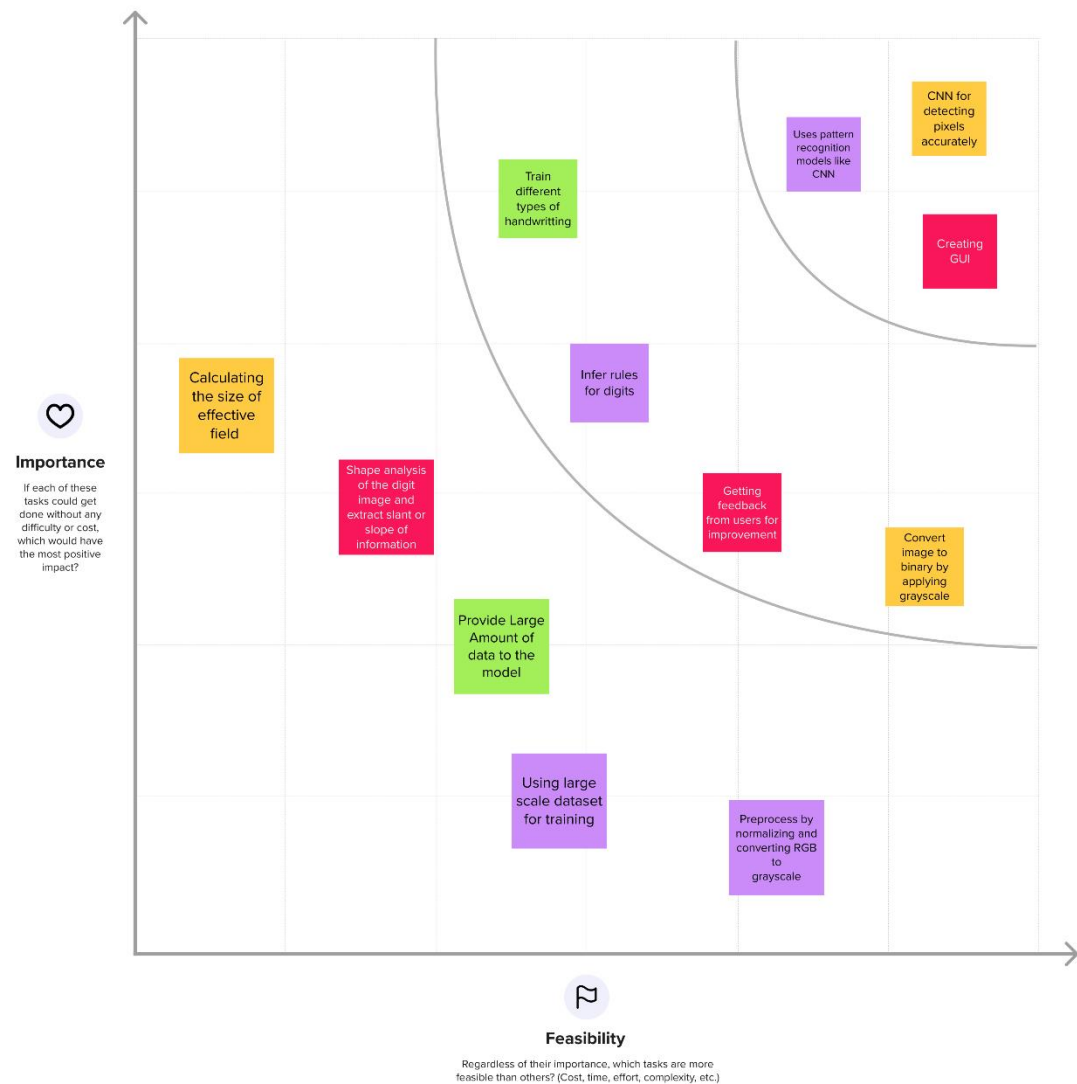 CNN for
detecting
pixels
accurately
Uses pattern
recognition
models like
CNN
Train
different
types of
handwritting
Creating
GUI
Infer rules
for digits
Calculating
the size of
effective
field
Importance
If each of these
tasks could get
done without any
difficulty or cost,
which would have
the most positive
impact?
Shape analysis
of the digit
image and
extract slant or
slope of
information
Getting
feedback
from users for
improvement
Convert
image to
binary by
applying
grayscale
Provide Large
Amount of
data to the
model
Using large
scale dataset
for training
Preprocess by
normalizing and
converting RGB
to
grayscale
Feasibility
Regardless of their importance, which tasks are more
feasible than others? (Cost, time, effort, complexity, etc.)